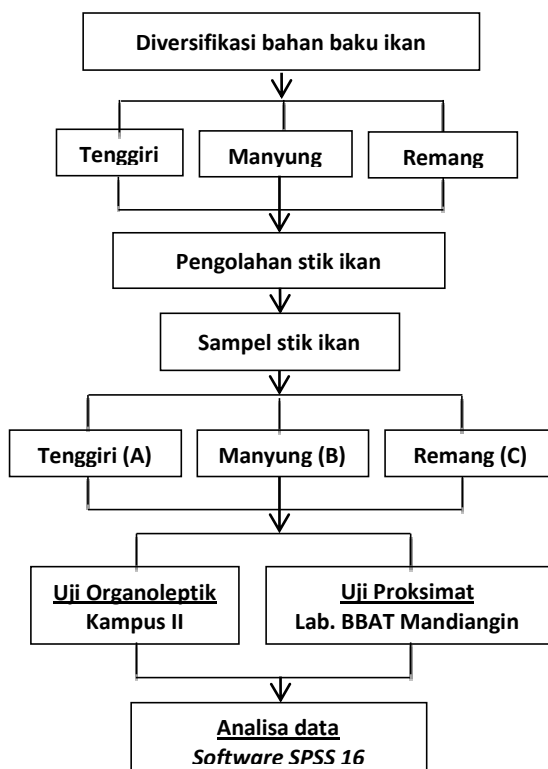 Diversifikasi bahan baku ikan
Tenggiri
Manyung
Remang
Pengolahan stik ikan
Sampel stik ikan
Tenggiri (A)
Manyung (B)
Remang (C)
Uji Organoleptik
Kampus II
Uji Proksimat
Lab. BBAT Mandiangin
Analisa data
Software SPSS 16